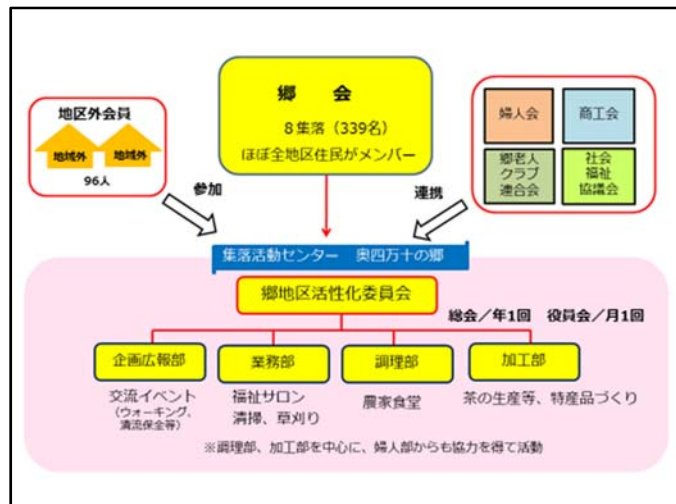 郷　会
8集落（339名）
ほぼ全地区住民がメンバー
地区外会員
地域外
地域外
96人
婦人会
商工会
郷老人
クラブ
連合会
社会
福祉
協議会
参加
連携
集落活動センター　奥四万十の郷
郷地区活性化委員会
総会／年1回　役員会／月1回
企画広報部
業務部
調理部
加工部
交流イベント
（ウォーキング、
清流保全等）
福祉サロン
清掃、草刈り
農家食堂
茶の生産等、特産品づくり
※調理部、加工部を中心に、婦人部からも協力を得て活動